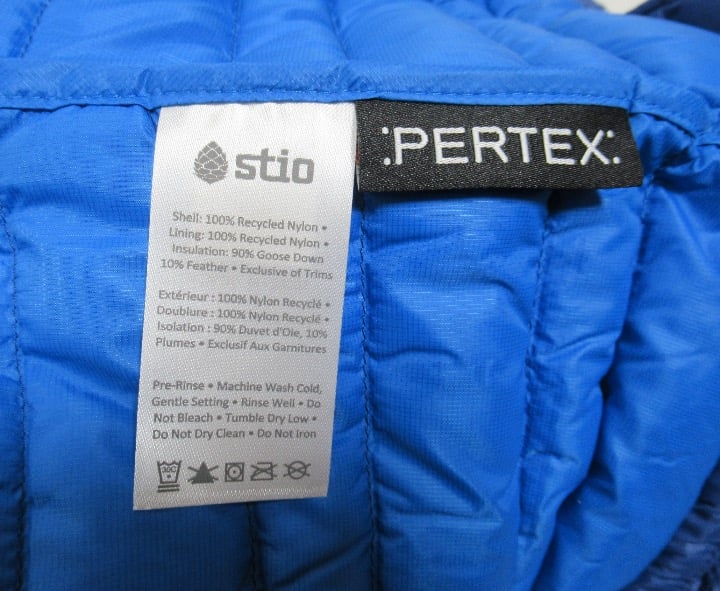 stio
:PERTEX:
Shell: 100% Recycled Nylon •
Lining: 100% Recycled Nylon •
Insulation: 90% Goose Down
10% Feather • Exclusive of Trims
Extérieur : 100% Nylon Recyclé •
Doublure : 100% Nylon Recyclé •
Isolation : 90% Duvet d'Oie, 10%
Plumes • Exclusif Aux Garnitures
Pre-Rinse • Machine Wash Cold,
Gentle Setting • Rinse Well • Do
Not Bleach • Tumble Dry Low •
Do Not Dry Clean • Do Not Iron
30C